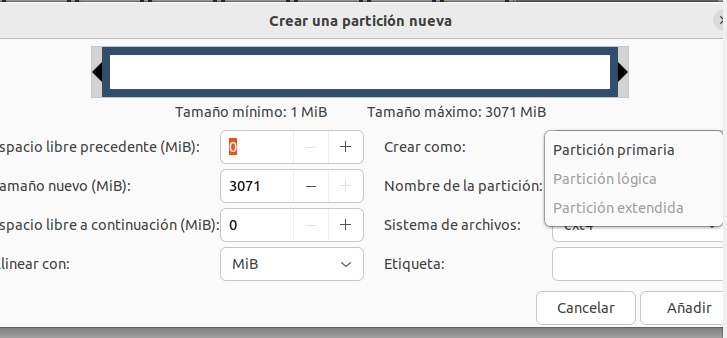 Crear una partición nueva
Tamaño mínimo: 1 MiB Tamaño máximo: 3071 MiB
spacio libre precedente (MiB): 0 Crear como:
Partición primaria
amaño nuevo (MiB): 3071 Nombre de la partición:
Partición lógica
spacio libre a continuación (MiB): 0 Sistema de archivos: ext4
Partición extendida
linear con: MiB Etiqueta:
Cancelar Añadir